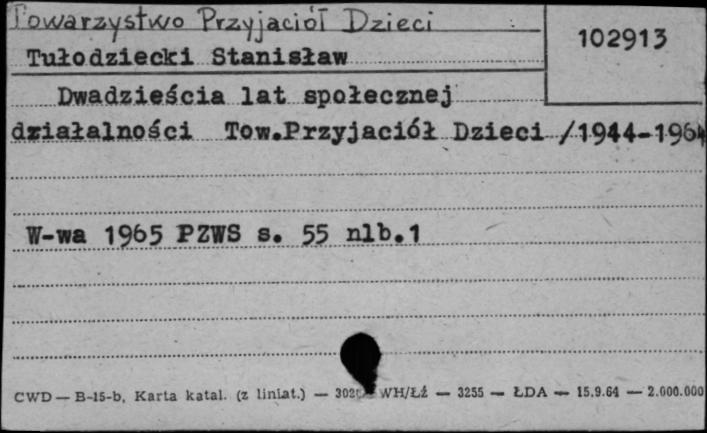 Towarzystwo Przyjaciół Dzieci
102913
Tułodziecki Stanisław
Dwadzieścia lat społecznej
działalności Tow.Przyjaciół Dzieci /1944-1964
W-wa 1965 PZWS s. 55 nlb.1
CWD — B-15-b, Karta katal. (z liniat.) — WH/Łź — 3255 — ŁDA — 15.9.64 — 2.000.000